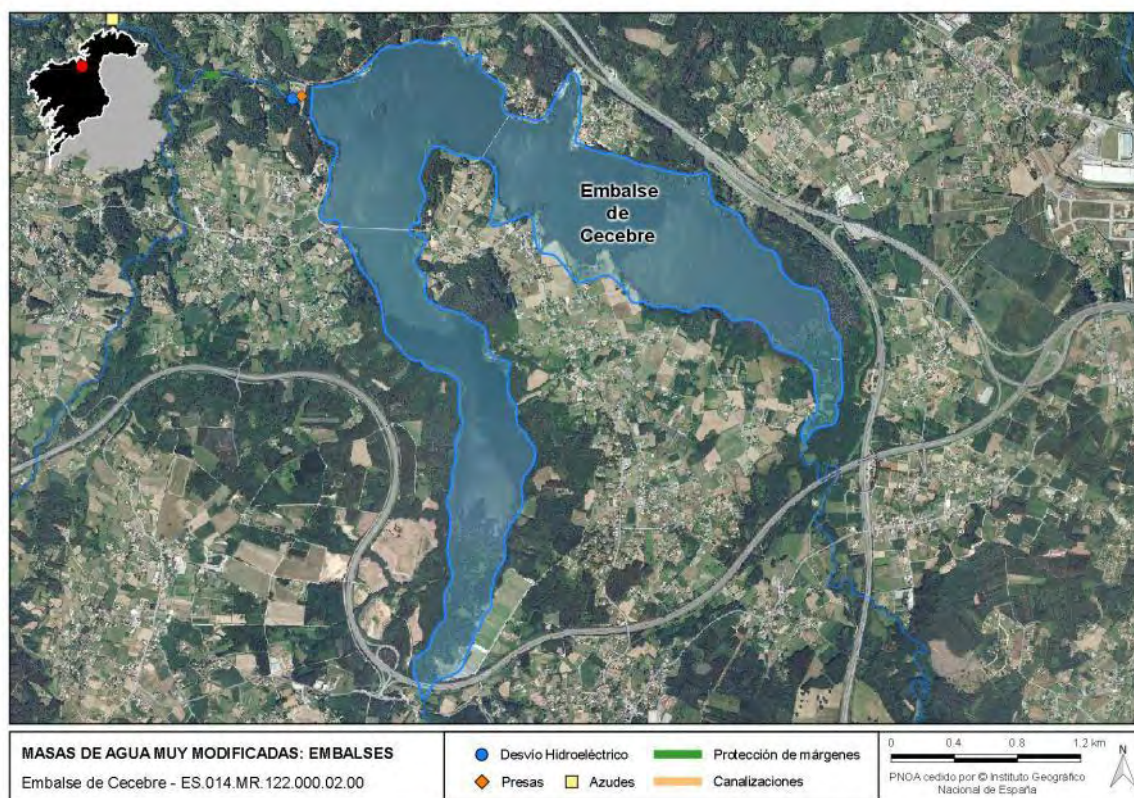 Embalse
de
Cecebre
MASAS DE AGUA MUY MODIFICADAS: EMBALSES
Embalse de Cecebre - ES.014.MR.122.000.02.00
Desvío Hidroeléctrico
Presas
Azudes
Protección de márgenes
Canalizaciones
0 0.4 0.8 1.2 km
PNOA cedido por © Instituto Geográfico
Nacional de España
N